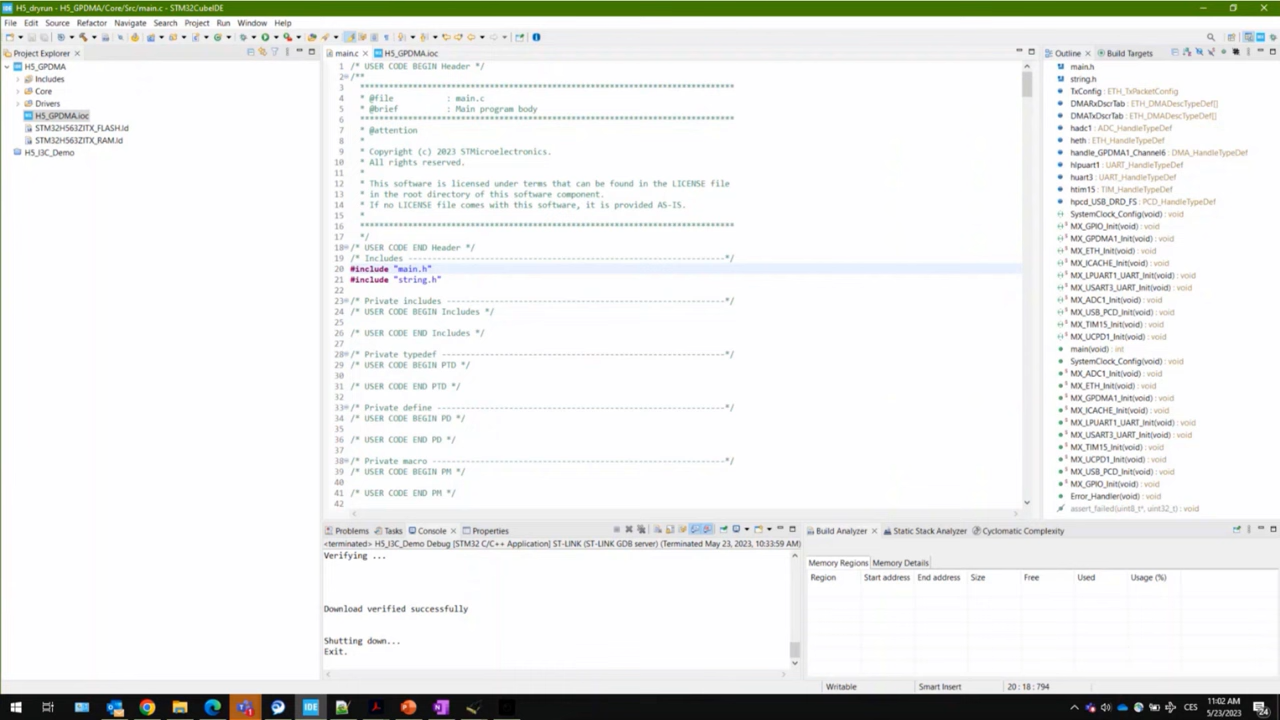 H5_dryrun - H5_GPDMA/Core/Src/main.c - STM32CubeIDE
File Edit Source Refactor Navigate Search Project Run Window Help
Project Explorer
H5_GPDMA
Includes
Core
Drivers
H5_GPDMA.ioc
STM32H563ZITX_FLASH.ld
STM32H563ZITX_RAM.ld
H5_I3C_Demo
main.c
H5_GPDMA.ioc
1 /* USER CODE BEGIN Header */
2 /**
3 ******************************************************************************
4 * @file : main.c
5 * @brief : Main program body
6 ******************************************************************************
7 * @attention
8 *
9 * Copyright (c) 2023 STMicroelectronics.
10 * All rights reserved.
11 *
12 * This software is licensed under terms that can be found in the LICENSE file
13 * in the root directory of this software component.
14 * If no LICENSE file comes with this software, it is provided AS-IS.
15 *
16 ******************************************************************************
17 */
18 /* USER CODE END Header */
19 /* Includes ------------------------------------------------------------------*/
20 #include "main.h"
21 #include "string.h"
22
23 /* Private includes ----------------------------------------------------------*/
24 /* USER CODE BEGIN Includes */
25
26 /* USER CODE END Includes */
27
28 /* Private typedef -----------------------------------------------------------*/
29 /* USER CODE BEGIN PTD */
30
31 /* USER CODE END PTD */
32
33 /* Private define ------------------------------------------------------------*/
34 /* USER CODE BEGIN PD */
35
36 /* USER CODE END PD */
37
38 /* Private macro -------------------------------------------------------------*/
39 /* USER CODE BEGIN PM */
40
41 /* USER CODE END PM */
42
Outline
Build Targets
main.h
string.h
TxConfig : ETH_TxPacketConfig
DMARxDscrTab : ETH_DMADescTypeDef[]
DMATxDscrTab : ETH_DMADescTypeDef[]
hadc1 : ADC_HandleTypeDef
heth : ETH_HandleTypeDef
handle_GPDMA1_Channel6 : DMA_HandleTypeDef
hlpuart1 : UART_HandleTypeDef
huart3 : UART_HandleTypeDef
htim15 : TIM_HandleTypeDef
hpcd_USB_DRD_FS : PCD_HandleTypeDef
SystemClock_Config(void) : void
MX_GPIO_Init(void) : void
MX_GPDMA1_Init(void) : void
MX_ETH_Init(void) : void
MX_ICACHE_Init(void) : void
MX_LPUART1_UART_Init(void) : void
MX_USART3_UART_Init(void) : void
MX_ADC1_Init(void) : void
MX_USB_PCD_Init(void) : void
MX_TIM15_Init(void) : void
MX_UCPD1_Init(void) : void
main(void) : int
SystemClock_Config(void) : void
MX_ADC1_Init(void) : void
MX_ETH_Init(void) : void
MX_GPDMA1_Init(void) : void
MX_ICACHE_Init(void) : void
MX_LPUART1_UART_Init(void) : void
MX_USART3_UART_Init(void) : void
MX_TIM15_Init(void) : void
MX_UCPD1_Init(void) : void
MX_USB_PCD_Init(void) : void
MX_GPIO_Init(void) : void
Error_Handler(void) : void
assert_failed(uint8_t*, uint32_t) : void
Problems Tasks Console Properties
<terminated> H5_I3C_Demo Debug [STM32 C/C++ Application] ST-LINK (ST-LINK GDB server) (Terminated May 23, 2023, 10:33:59 AM)
Verifying ...
Download verified successfully
Shutting down...
Exit.
Build Analyzer Static Stack Analyzer Cyclomatic Complexity
Memory Regions Memory Details
Region Start address End address Size Free Used Usage (%)
Writable Smart Insert 20 : 18 : 794
IDE
CES
11:02 AM
5/23/2023
24